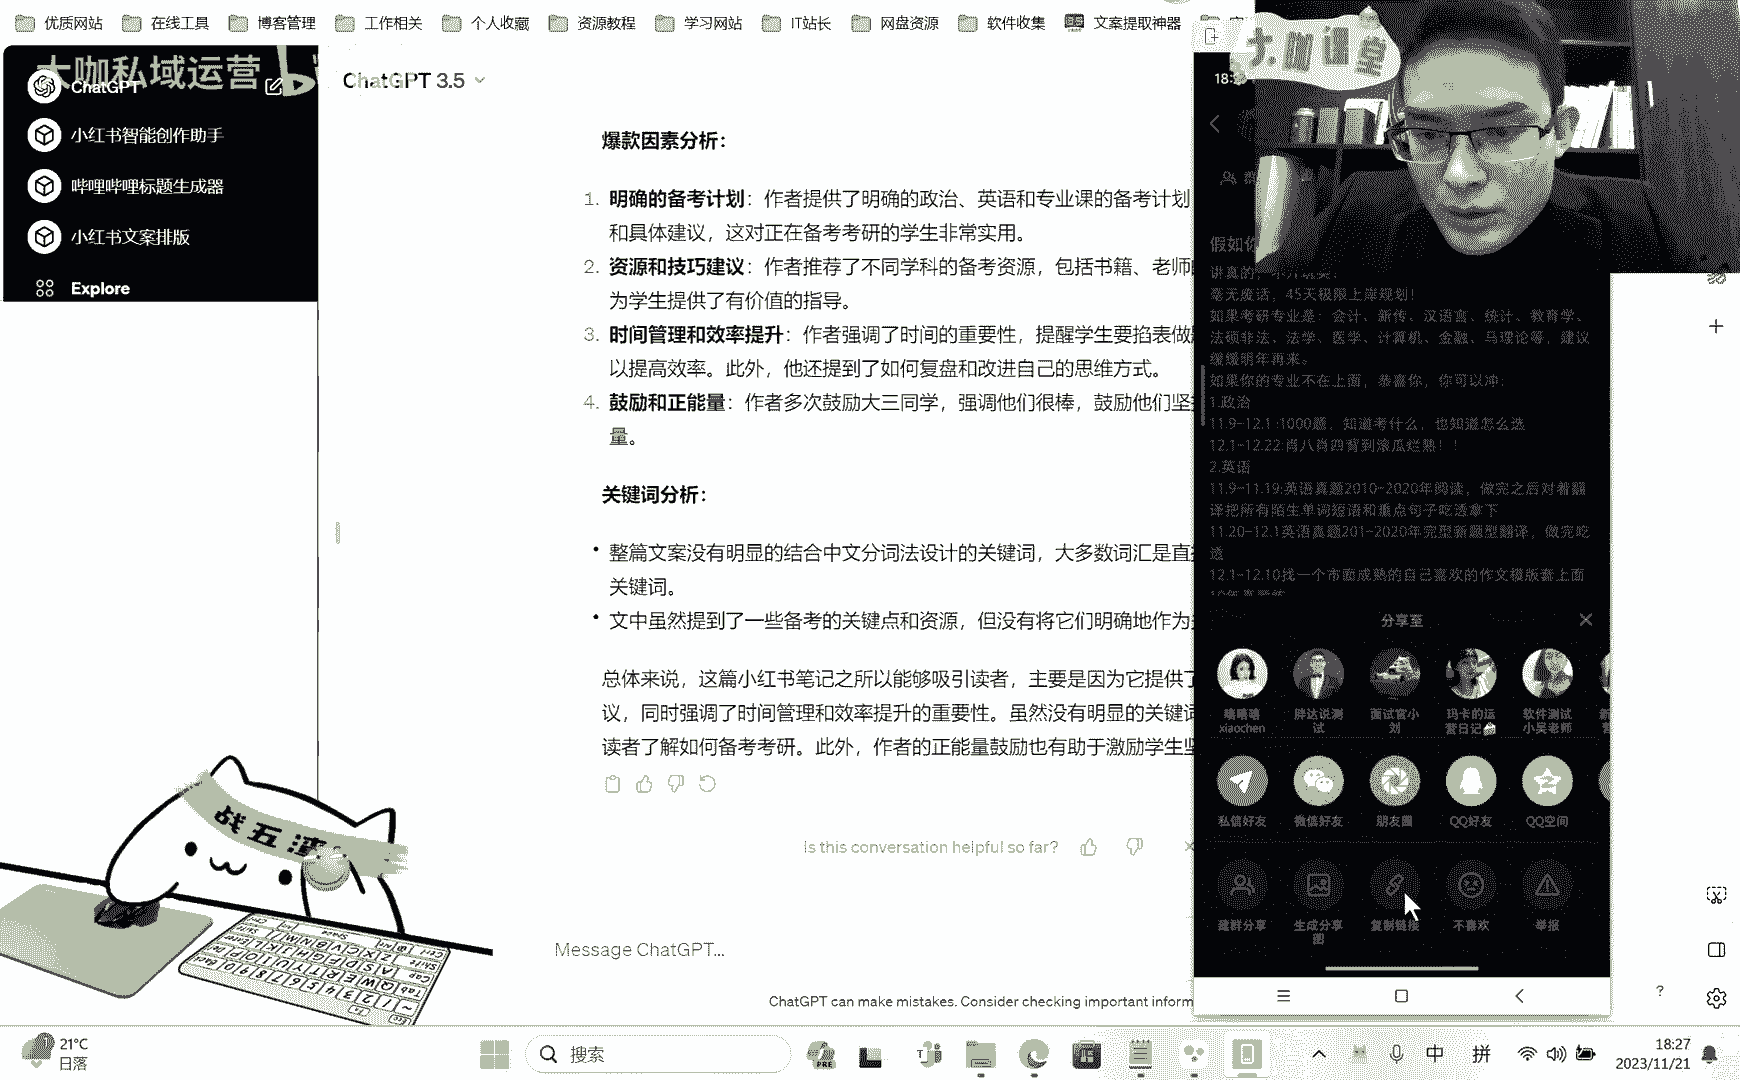 优质网站
在线工具
博客管理
工作相关
个人收藏
资源教程
学习网站
IT站长
网盘资源
软件收集
文案提取神器
大咖私域运营
ChatGPT
小红书智能创作助手
哔哩哔哩标题生成器
小红书文案排版
Explore
ChatGPT 3.5
爆款因素分析：
1. 明确的备考计划：作者提供了明确的政治、英语和专业课的备考计划
和具体建议，这对正在备考考研的学生非常实用。
2. 资源和技巧建议：作者推荐了不同学科的备考资源，包括书籍、老师
为学生提供了有价值的指导。
3. 时间管理和效率提升：作者强调了时间的重要性，提醒学生要掐表做
以提高效率。此外，他还提到了如何复盘和改进自己的思维方式。
4. 鼓励和正能量：作者多次鼓励大三同学，强调他们很棒，鼓励他们坚
量。
关键词分析：
• 整篇文案没有明显的结合中文分词法设计的关键词，大多数词汇是直
关键词。
• 文中虽然提到了一些备考的关键点和资源，但没有将它们明确地作为
总体来说，这篇小红书笔记之所以能够吸引读者，主要是因为它提供了
议，同时强调了时间管理和效率提升的重要性。虽然没有明显的关键词
读者了解如何备考考研。此外，作者的正能量鼓励也有助于激励学生坚
Is this conversation helpful so far?
Message ChatGPT...
ChatGPT can make mistakes. Consider checking important inform
大咖课堂
18:
假如你
讲真的，
毫无废话，45天极限上岸规划！
如果考研专业是：会计、新传、汉语言、统计、教育学、
法硕非法、法学、医学、计算机、金融、马理论等，建议
缓缓明年再来。
如果你的专业不在上面，恭喜你，你可以冲：
1.政治
11.9-12.1:1000题，知道考什么，也知道怎么选
12.1-12.22:肖八肖四背到滚瓜烂熟！！
2.英语
11.9-11.19:英语真题2010-2020年阅读，做完之后对着翻
译把所有陌生单词短语和重点句子吃透拿下
11.20-12.1英语真题201-2020年完型新题型翻译，做完吃
透
12.1-12.10找一个市面成熟的自己喜欢的作文模版套上面
分享至
嘻嘻嘻
xiaochen
胖达说测
试
面试官小
划
玛卡的运
营日记
软件测试
小吴老师
私信好友
微信好友
朋友圈
QQ好友
QQ空间
建群分享
生成分享
图
复制链接
不喜欢
举报
战五渣
21°C
日落
搜索
PRE
中
拼
18:27
2023/11/21